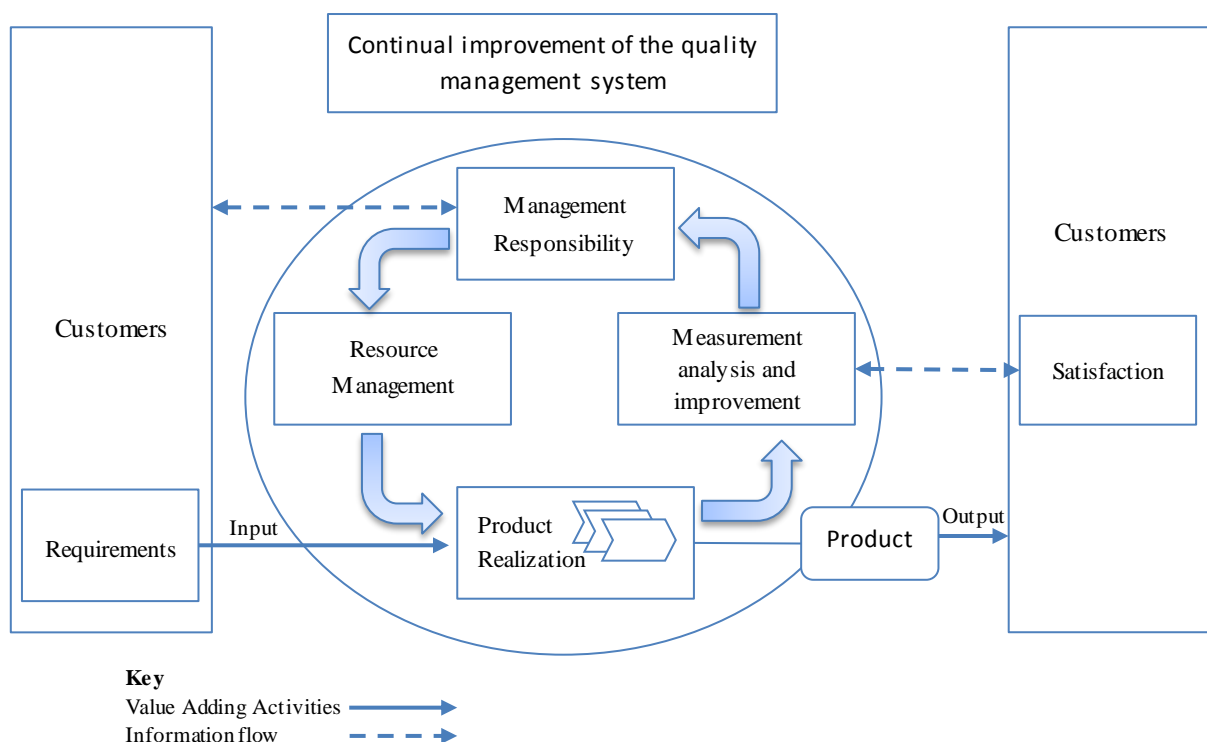 Continual improvement of the quality
management system
Customers
Requirements
Input
Management
Responsibility
Resource
Management
Measurement
analysis and
improvement
Product
Realization
Product
Output
Customers
Satisfaction
Key
Value Adding Activities
Information flow